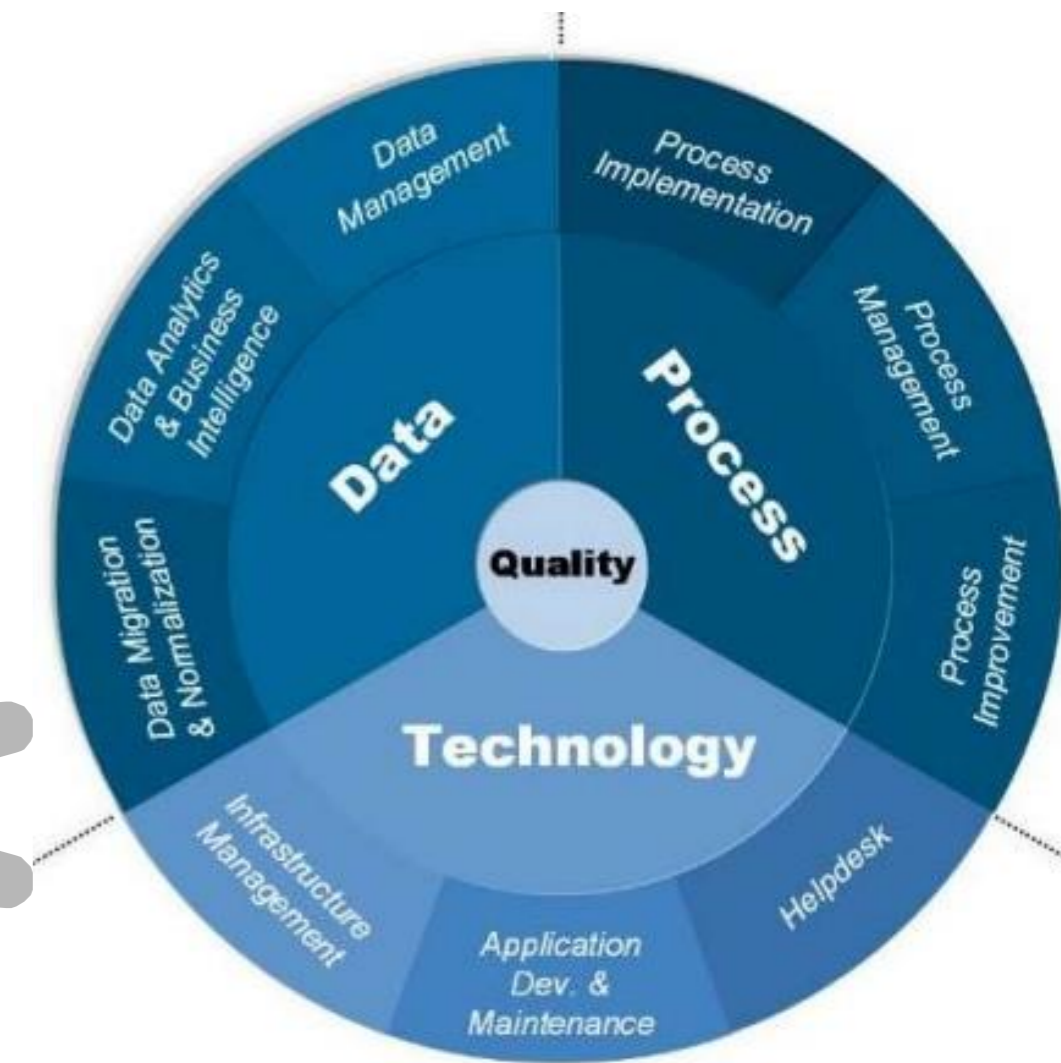 Data
Management
Process
Implementation
Data Analytics
& Business
Intelligence
Process
Management
Data
Process
Quality
Data Migration
& Normalization
Process
Improvement
Technology
Infrastructure
Management
Application
Dev. &
Maintenance
Helpdesk